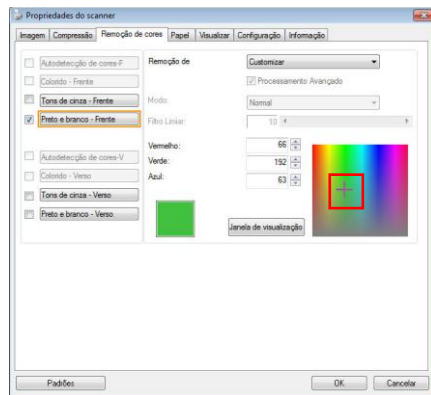 Propriedades do scanner
Imagem Compressão Remoção de cores Papel Visualizar Configuração Informação
Autodetecção de cores-F
Colorido - Frente
Tons de cinza - Frente
Preto e branco - Frente
Autodetecção de cores-V
Colorido - Verso
Tons de cinza - Verso
Preto e branco - Verso
Remoção de Customizar
Processamento Avançado
Modo: Normal
Filtro Limiar: 10
Vermelho: 66
Verde: 192
Azul: 63
Janela de visualização
Padrões OK Cancelar